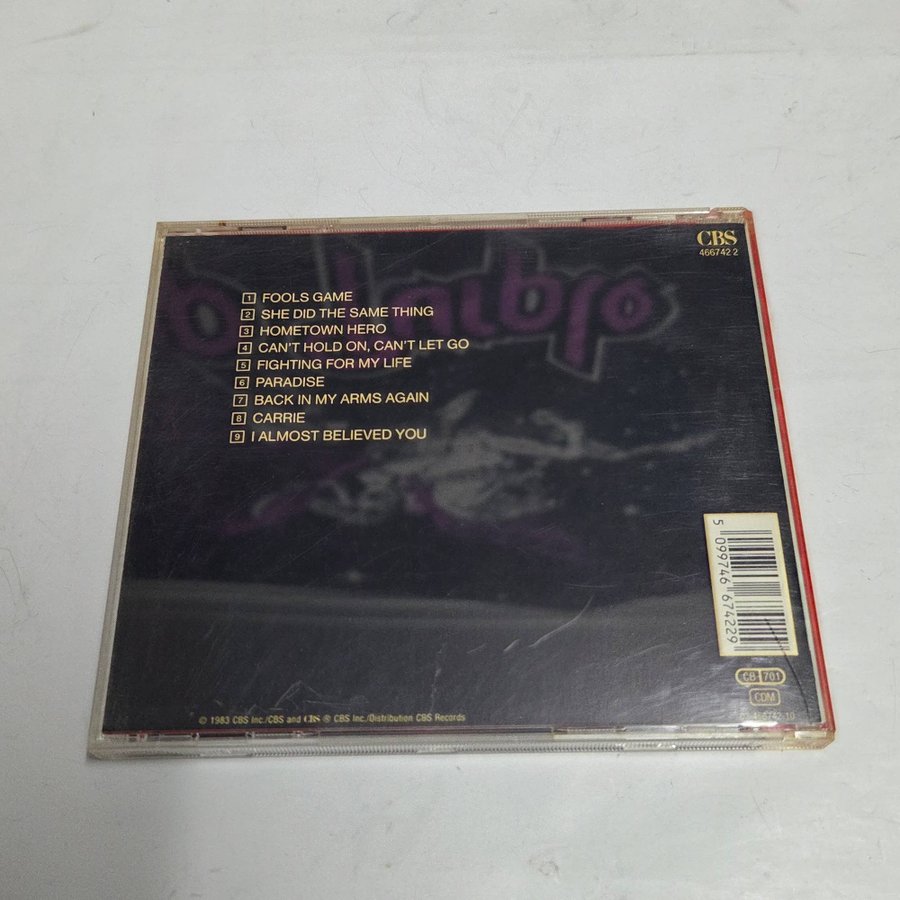 CBS
466742 2
1 FOOLS GAME
2 SHE DID THE SAME THING
3 HOMETOWN HERO
4 CAN'T HOLD ON, CAN'T LET GO
5 FIGHTING FOR MY LIFE
6 PARADISE
7 BACK IN MY ARMS AGAIN
8 CARRIE
9 I ALMOST BELIEVED YOU
5 099746 674229
CB 701
CDM
© 1983 CBS Inc./CBS and CBS ® CBS Inc./Distribution CBS Records